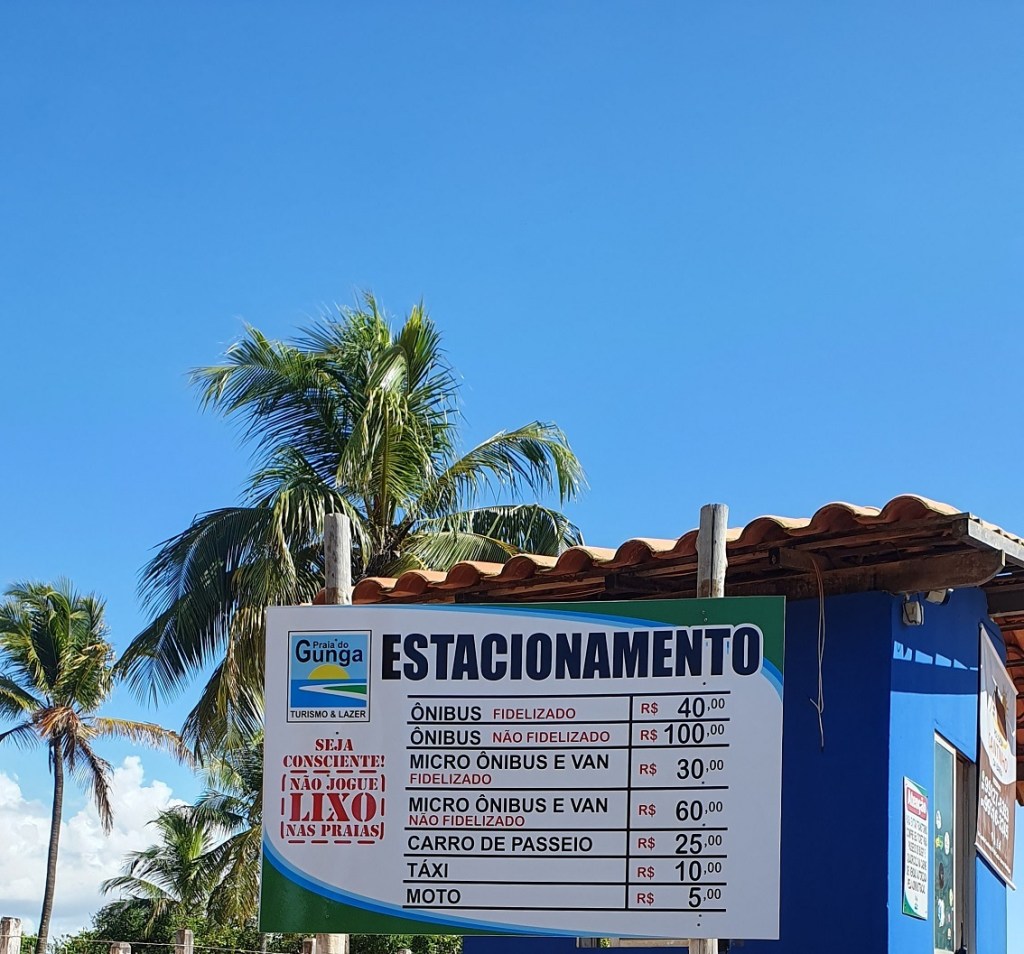 Praia do
Gunga
TURISMO & LAZER
ESTACIONAMENTO
SEJA
CONSCIENTE!
NÃO JOGUE
LIXO
NAS PRAIAS
ÔNIBUS FIDELIZADO R$ 40,00
ÔNIBUS NÃO FIDELIZADO R$ 100,00
MICRO ÔNIBUS E VAN
FIDELIZADO R$ 30,00
MICRO ÔNIBUS E VAN
NÃO FIDELIZADO R$ 60,00
CARRO DE PASSEIO R$ 25,00
TÁXI R$ 10,00
MOTO R$ 5,00